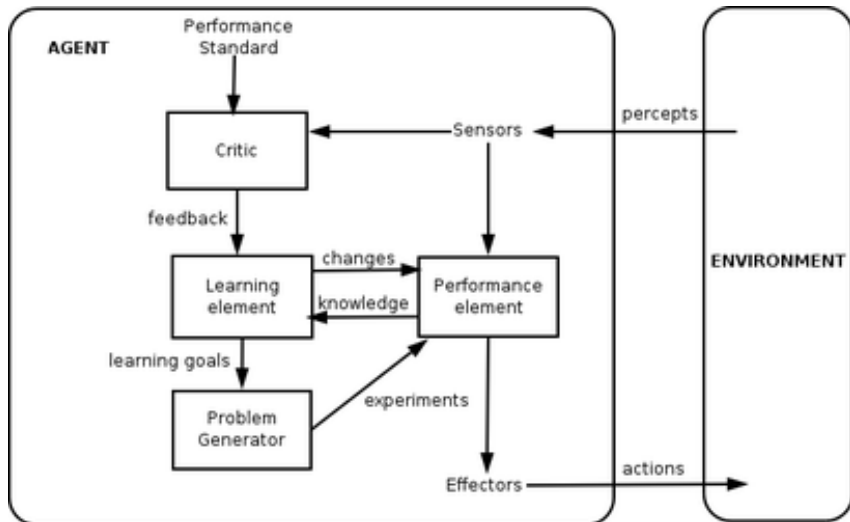 Performance
Standard
AGENT
percepts
Sensors
Critic
feedback
changes
ENVIRONMENT
Learning
element
Performance
element
knowledge
learning goals
experiments
Problem
Generator
actions
Effectors